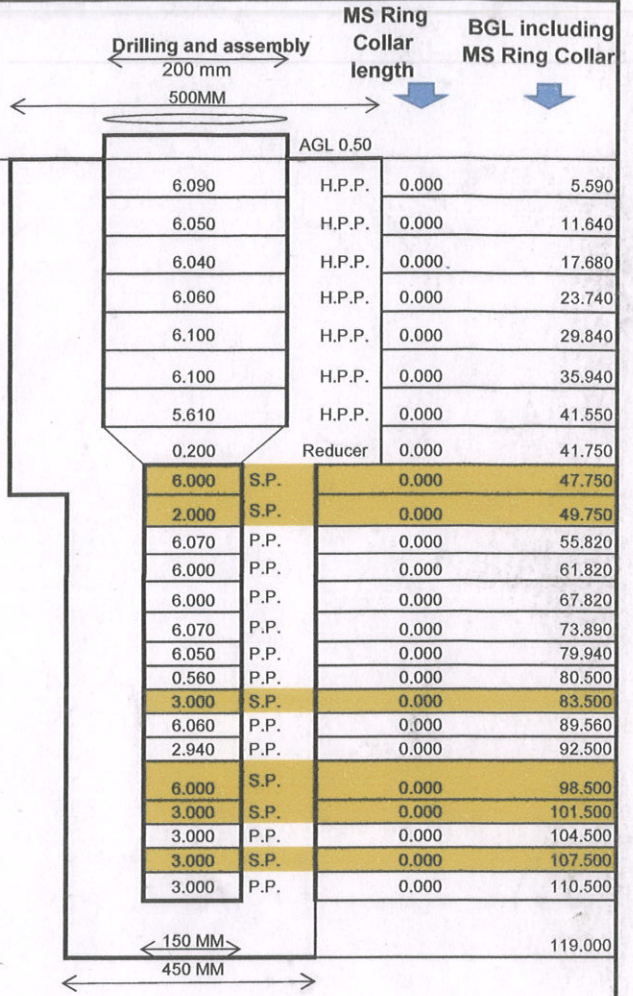 Drilling and assembly
MS Ring Collar length
BGL including MS Ring Collar
200 mm
500MM
AGL 0.50
6.090 H.P.P. 0.000 5.590
6.050 H.P.P. 0.000 11.640
6.040 H.P.P. 0.000 17.680
6.060 H.P.P. 0.000 23.740
6.100 H.P.P. 0.000 29.840
6.100 H.P.P. 0.000 35.940
5.610 H.P.P. 0.000 41.550
0.200 Reducer 0.000 41.750
6.000 S.P. 0.000 47.750
2.000 S.P. 0.000 49.750
6.070 P.P. 0.000 55.820
6.000 P.P. 0.000 61.820
6.000 P.P. 0.000 67.820
6.070 P.P. 0.000 73.890
6.050 P.P. 0.000 79.940
0.560 P.P. 0.000 80.500
3.000 S.P. 0.000 83.500
6.060 P.P. 0.000 89.560
2.940 P.P. 0.000 92.500
6.000 S.P. 0.000 98.500
3.000 S.P. 0.000 101.500
3.000 P.P. 0.000 104.500
3.000 S.P. 0.000 107.500
3.000 P.P. 0.000 110.500
150 MM 119.000
450 MM